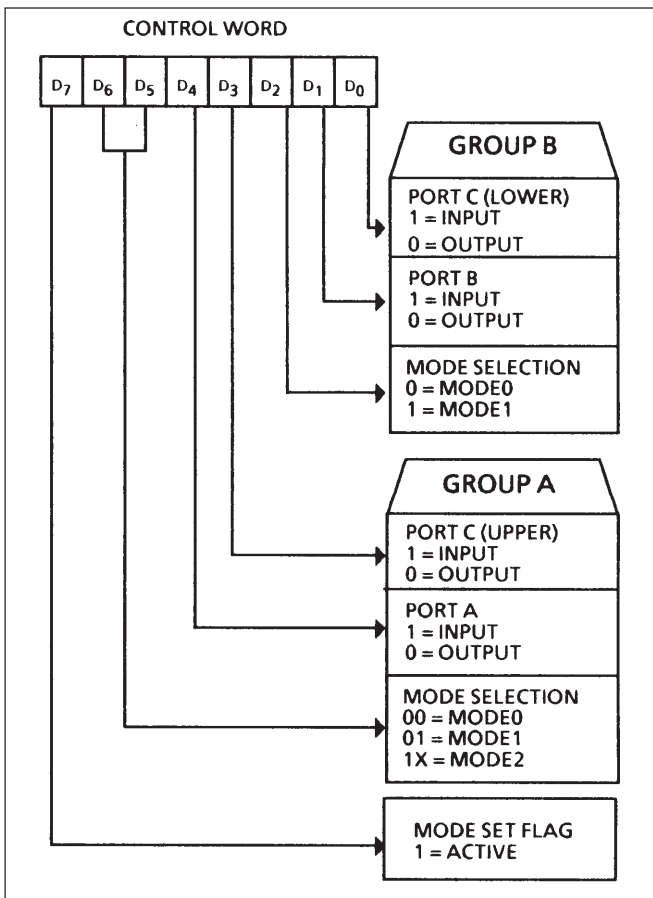 CONTROL WORD
D7 D6 D5 D4 D3 D2 D1 D0
GROUP B
PORT C (LOWER)
1 = INPUT
0 = OUTPUT
PORT B
1 = INPUT
0 = OUTPUT
MODE SELECTION
0 = MODE0
1 = MODE1
GROUP A
PORT C (UPPER)
1 = INPUT
0 = OUTPUT
PORT A
1 = INPUT
0 = OUTPUT
MODE SELECTION
00 = MODE0
01 = MODE1
1X = MODE2
MODE SET FLAG
1 = ACTIVE